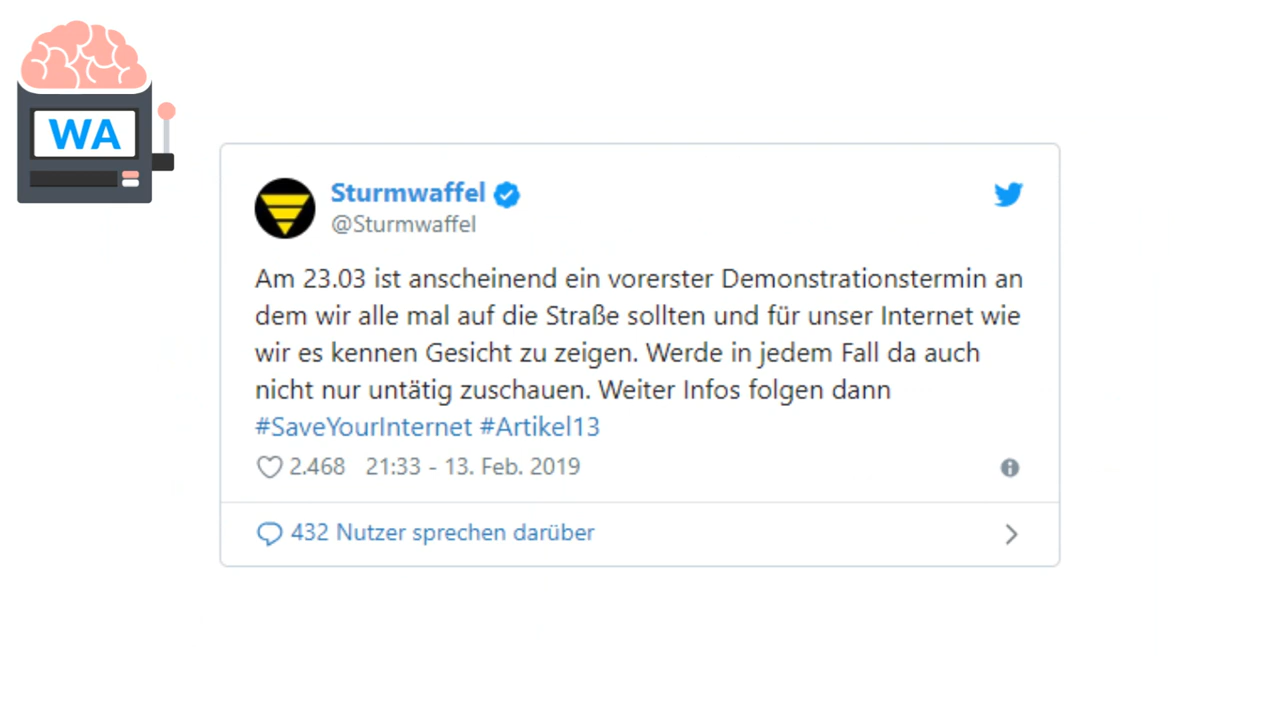 WA
Sturmwaffel
@Sturmwaffel
Am 23.03 ist anscheinend ein vorerster Demonstrationstermin an
dem wir alle mal auf die Straße sollten und für unser Internet wie
wir es kennen Gesicht zu zeigen. Werde in jedem Fall da auch
nicht nur untätig zuschauen. Weiter Infos folgen dann
#SaveYourInternet #Artikel13
2.468 21:33 - 13. Feb. 2019
432 Nutzer sprechen darüber